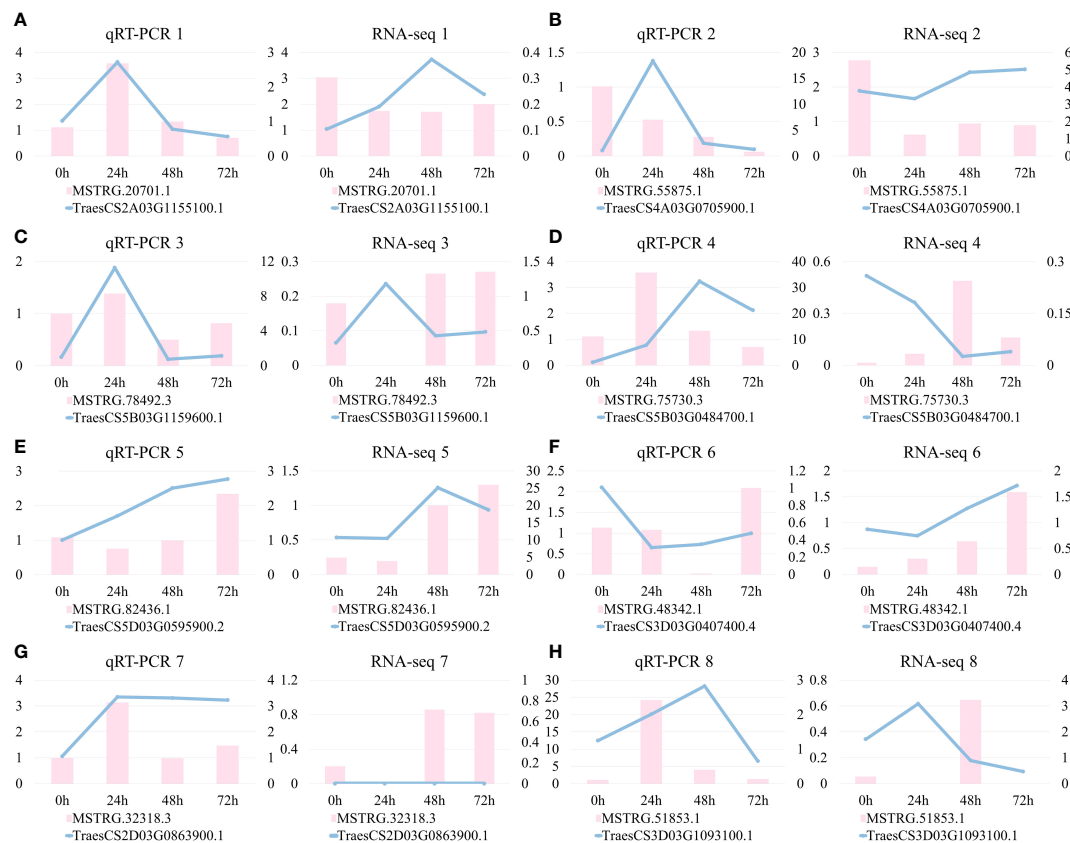 A
B
qRT-PCR 1
RNA-seq 1
qRT-PCR 2
RNA-seq 2
4 3 4 0.4 1.5 20 3 6
3 3 0.3 15 5
2 2 2 0.2 1 10 2 4
3
1 1 1 0.1 0.5 5 1 2
1
0 0 0 0 0 0 0
0h 24h 48h 72h 0h 24h 48h 72h 0h 24h 48h 72h 0h 24h 48h 72h
MSTRG.20701.1
TraesCS2A03G1155100.1
MSTRG.20701.1
TraesCS2A03G1155100.1
MSTRG.55875.1
TraesCS4A03G0705900.1
MSTRG.55875.1
TraesCS4A03G0705900.1
C
D
qRT-PCR 3
RNA-seq 3
qRT-PCR 4
RNA-seq 4
2 12 0.3 1.5 4 40 0.6 0.3
8 0.2 1 3 30
1 2 20 0.3 0.15
4 0.1 0.5 1 10
0 0 0 0 0 0 0 0
0h 24h 48h 72h 0h 24h 48h 72h 0h 24h 48h 72h 0h 24h 48h 72h
MSTRG.78492.3
TraesCS5B03G1159600.1
MSTRG.78492.3
TraesCS5B03G1159600.1
MSTRG.75730.3
TraesCS5B03G0484700.1
MSTRG.75730.3
TraesCS5B03G0484700.1
E
F
qRT-PCR 5
RNA-seq 5
qRT-PCR 6
RNA-seq 6
3 3 1.5 30 2.5 1.2 2 2
25 2 1
2 2 1 20 0.8 1.5 1.5
15 1.5 0.6 1 1
1 1 0.5 10 1 0.4
5 0.5 0.2 0.5 0.5
0 0 0 0 0 0 0 0
0h 24h 48h 72h 0h 24h 48h 72h 0h 24h 48h 72h 0h 24h 48h 72h
MSTRG.82436.1
TraesCS5D03G0595900.2
MSTRG.82436.1
TraesCS5D03G0595900.2
MSTRG.48342.1
TraesCS3D03G0407400.4
MSTRG.48342.1
TraesCS3D03G0407400.4
G
H
qRT-PCR 7
RNA-seq 7
qRT-PCR 8
RNA-seq 8
4 4 1.2 1 30 3 0.8 4
3 3 0.8 0.8 25 2 0.6 3
2 2 0.6 20
15 2 0.4 2
1 1 0.4 0.4 10 1 0.2 1
0.2 5
0 0 0 0 0 0 0 0
0h 24h 48h 72h 0h 24h 48h 72h 0h 24h 48h 72h 0h 24h 48h 72h
MSTRG.32318.3
TraesCS2D03G0863900.1
MSTRG.32318.3
TraesCS2D03G0863900.1
MSTRG.51853.1
TraesCS3D03G1093100.1
MSTRG.51853.1
TraesCS3D03G1093100.1